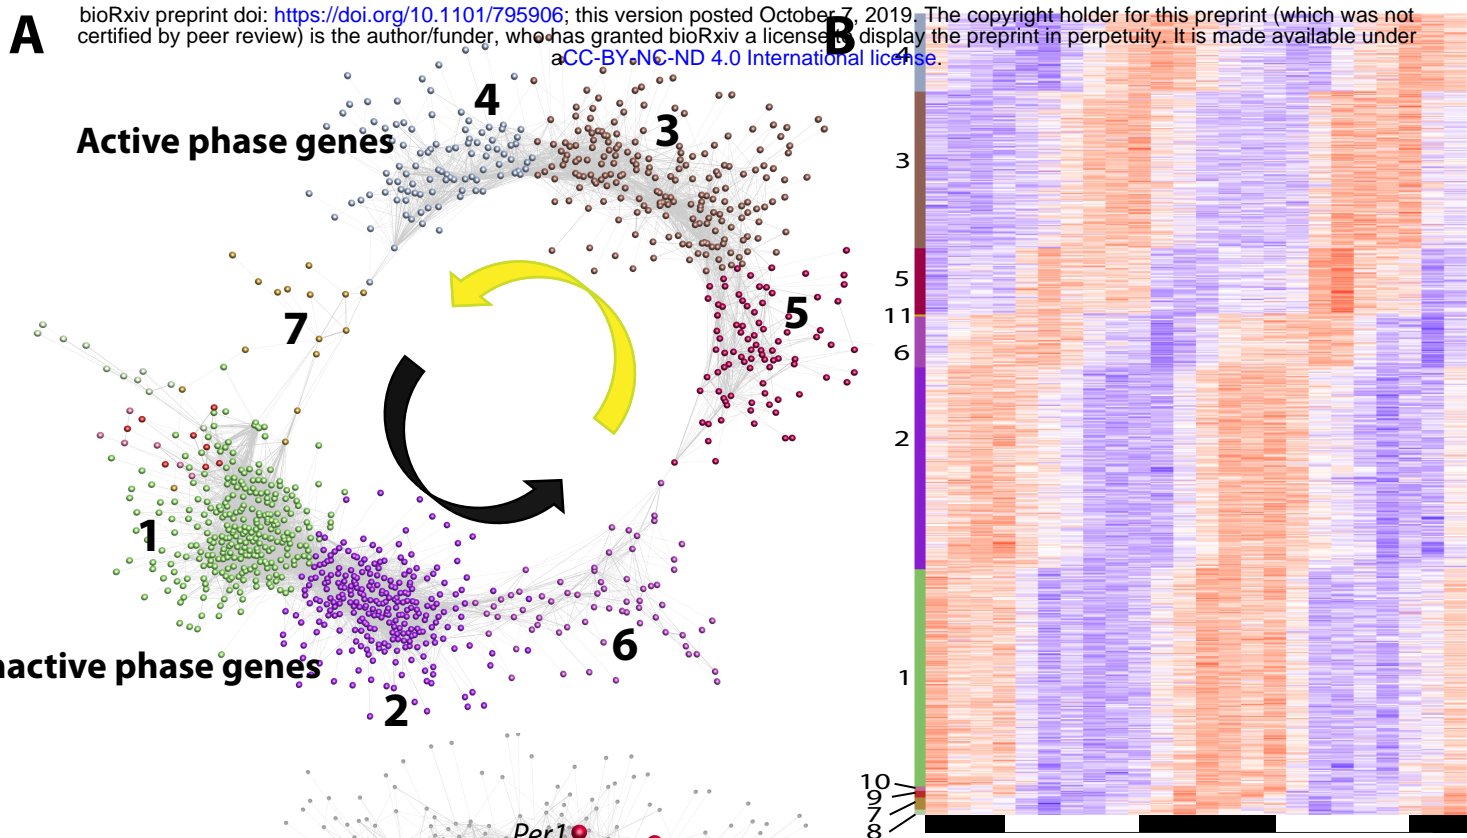 bioRxiv preprint doi: https://doi.org/10.1101/795906; this version posted October 7, 2019. The copyright holder for this preprint (which was not
certified by peer review) is the author/funder, who has granted bioRxiv a license to display the preprint in perpetuity. It is made available under
aCC-BY-NC-ND 4.0 International license.
A
B
4
3
Active phase genes
5
7
1
6
2
nactive phase genes
Per1
4
3
5
11
6
2
1
10
9
7
8